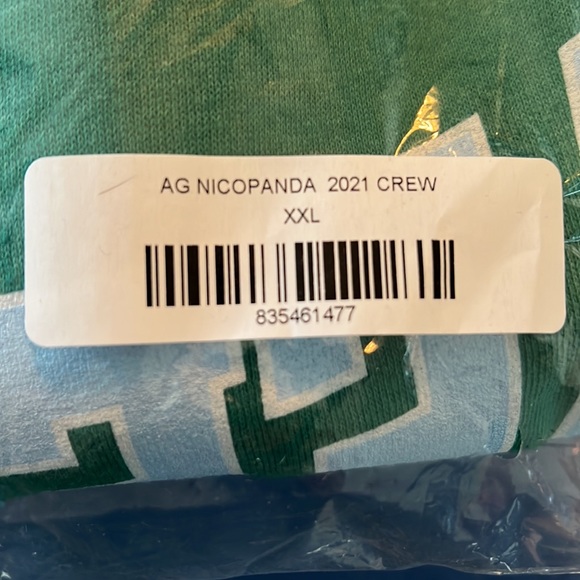 AG NICOPANDA 2021 CREW
XXL
835461477